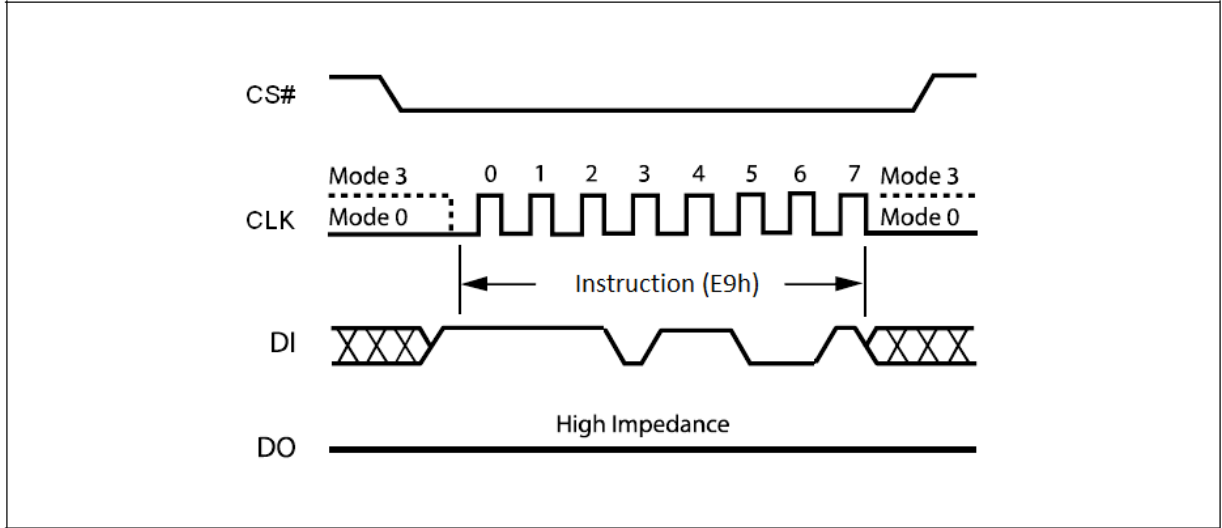 CS#
Mode 3 0 1 2 3 4 5 6 7 Mode 3
CLK Mode 0 Mode 0
Instruction (E9h)
DI
High Impedance
DO